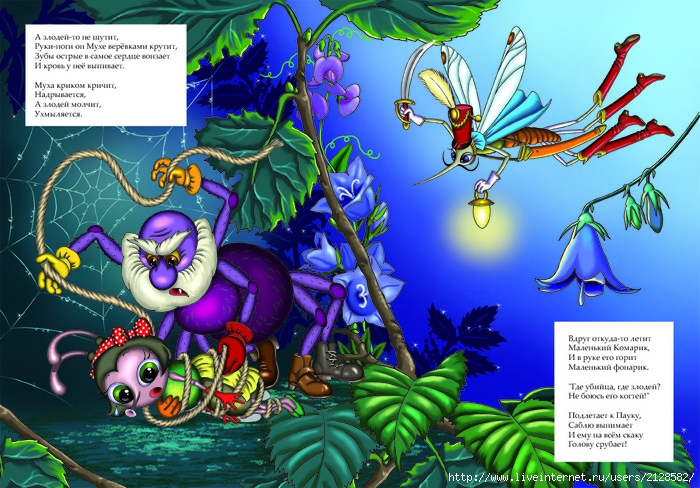 А злодей-то не шутит,
Руки-ноги он Мухе верёвками крутит,
Зубы острые в самое сердце вонзает
И кровь у неё выпивает.
Муха криком кричит,
Надрывается,
А злодей молчит,
Ухмыляется.
Вдруг откуда-то летит
Маленький Комарик,
И в руке его горит
Маленький фонарик.
"Где убийца, где злодей?
Не боюсь его когтей!"
Подлетает к Пауку,
Саблю вынимает
И ему на всём скаку
Голову срубает!
http://www.liveinternet.ru/users/2128582/